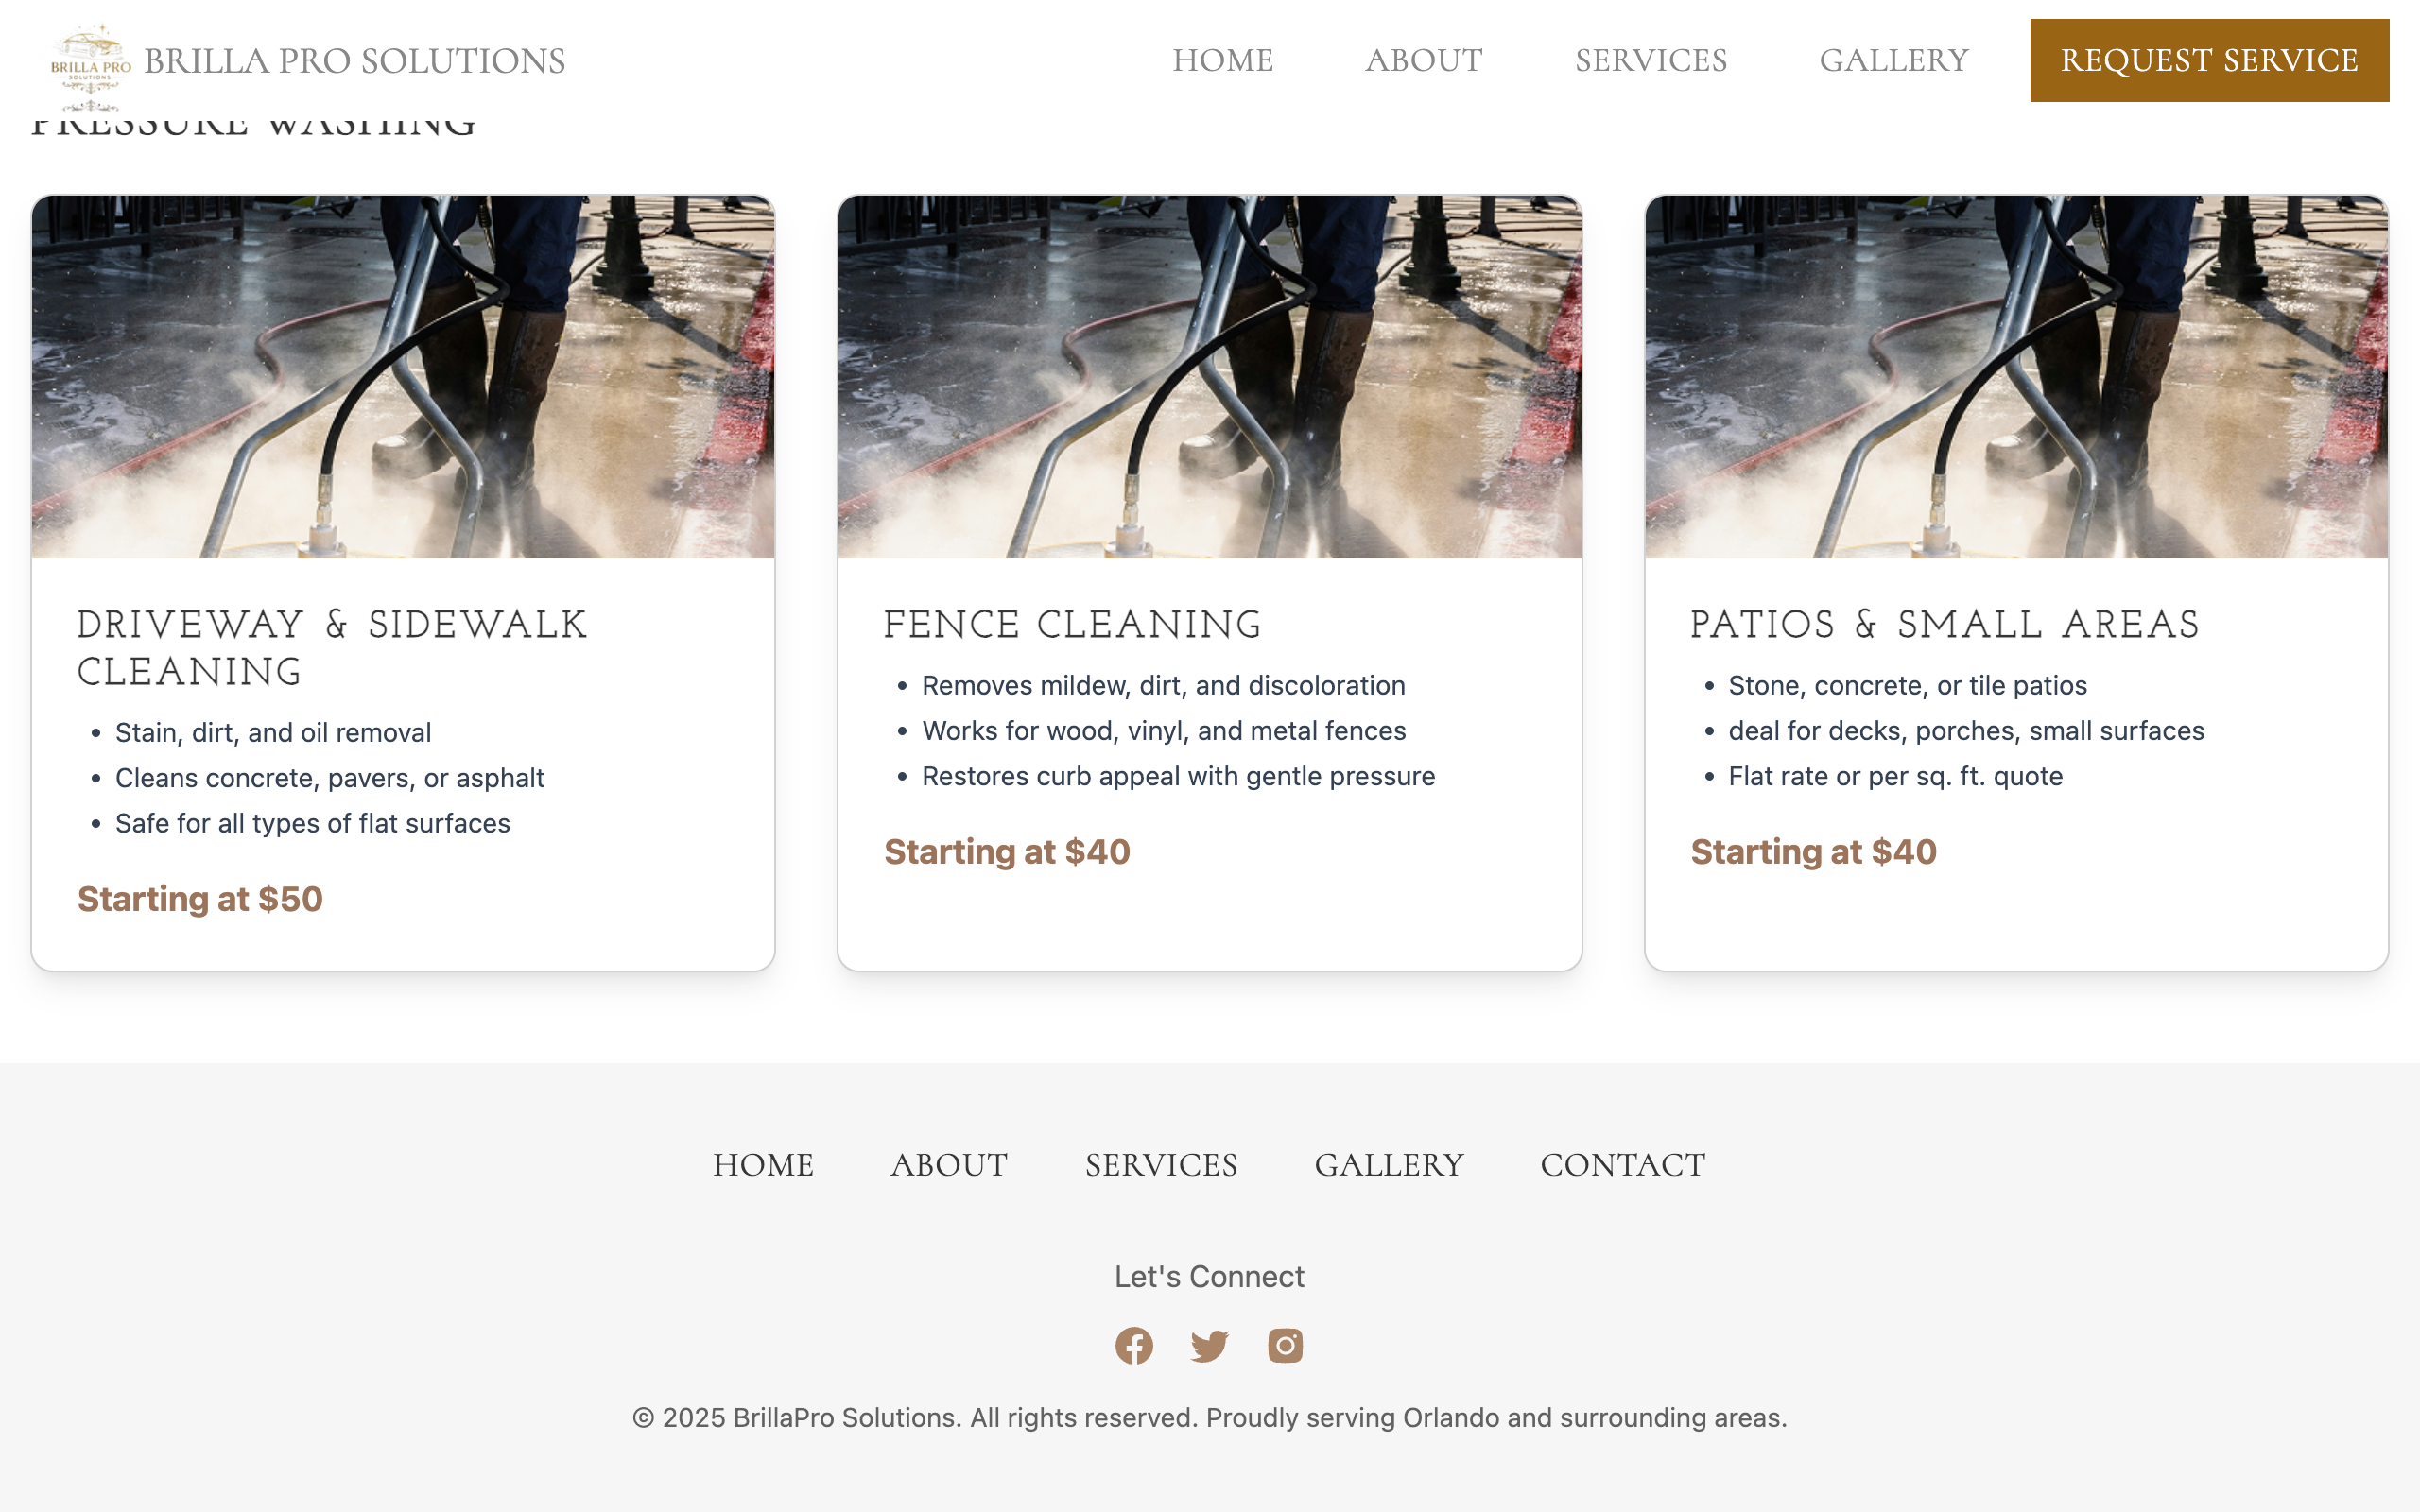 BRILLA PRO
SOLUTIONS
BRILLA PRO SOLUTIONS
HOME
ABOUT
SERVICES
GALLERY
REQUEST SERVICE
PRESSURE WASHING
DRIVEWAY & SIDEWALK
CLEANING
• Stain, dirt, and oil removal
• Cleans concrete, pavers, or asphalt
• Safe for all types of flat surfaces
Starting at $50
FENCE CLEANING
• Removes mildew, dirt, and discoloration
• Works for wood, vinyl, and metal fences
• Restores curb appeal with gentle pressure
Starting at $40
PATIOS & SMALL AREAS
• Stone, concrete, or tile patios
• deal for decks, porches, small surfaces
• Flat rate or per sq. ft. quote
Starting at $40
HOME
ABOUT
SERVICES
GALLERY
CONTACT
Let's Connect
© 2025 BrillaPro Solutions. All rights reserved. Proudly serving Orlando and surrounding areas.